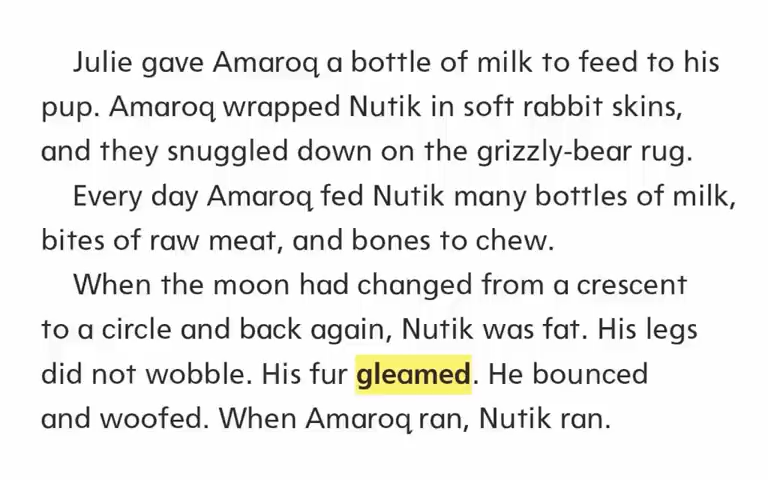 Julie gave Amaroq a bottle of milk to feed to his
pup. Amaroq wrapped Nutik in soft rabbit skins,
and they snuggled down on the grizzly-bear rug.
Every day Amaroq fed Nutik many bottles of milk,
bites of raw meat, and bones to chew.
When the moon had changed from a crescent
to a circle and back again, Nutik was fat. His legs
did not wobble. His fur gleamed. He bounced
and woofed. When Amaroq ran, Nutik ran.